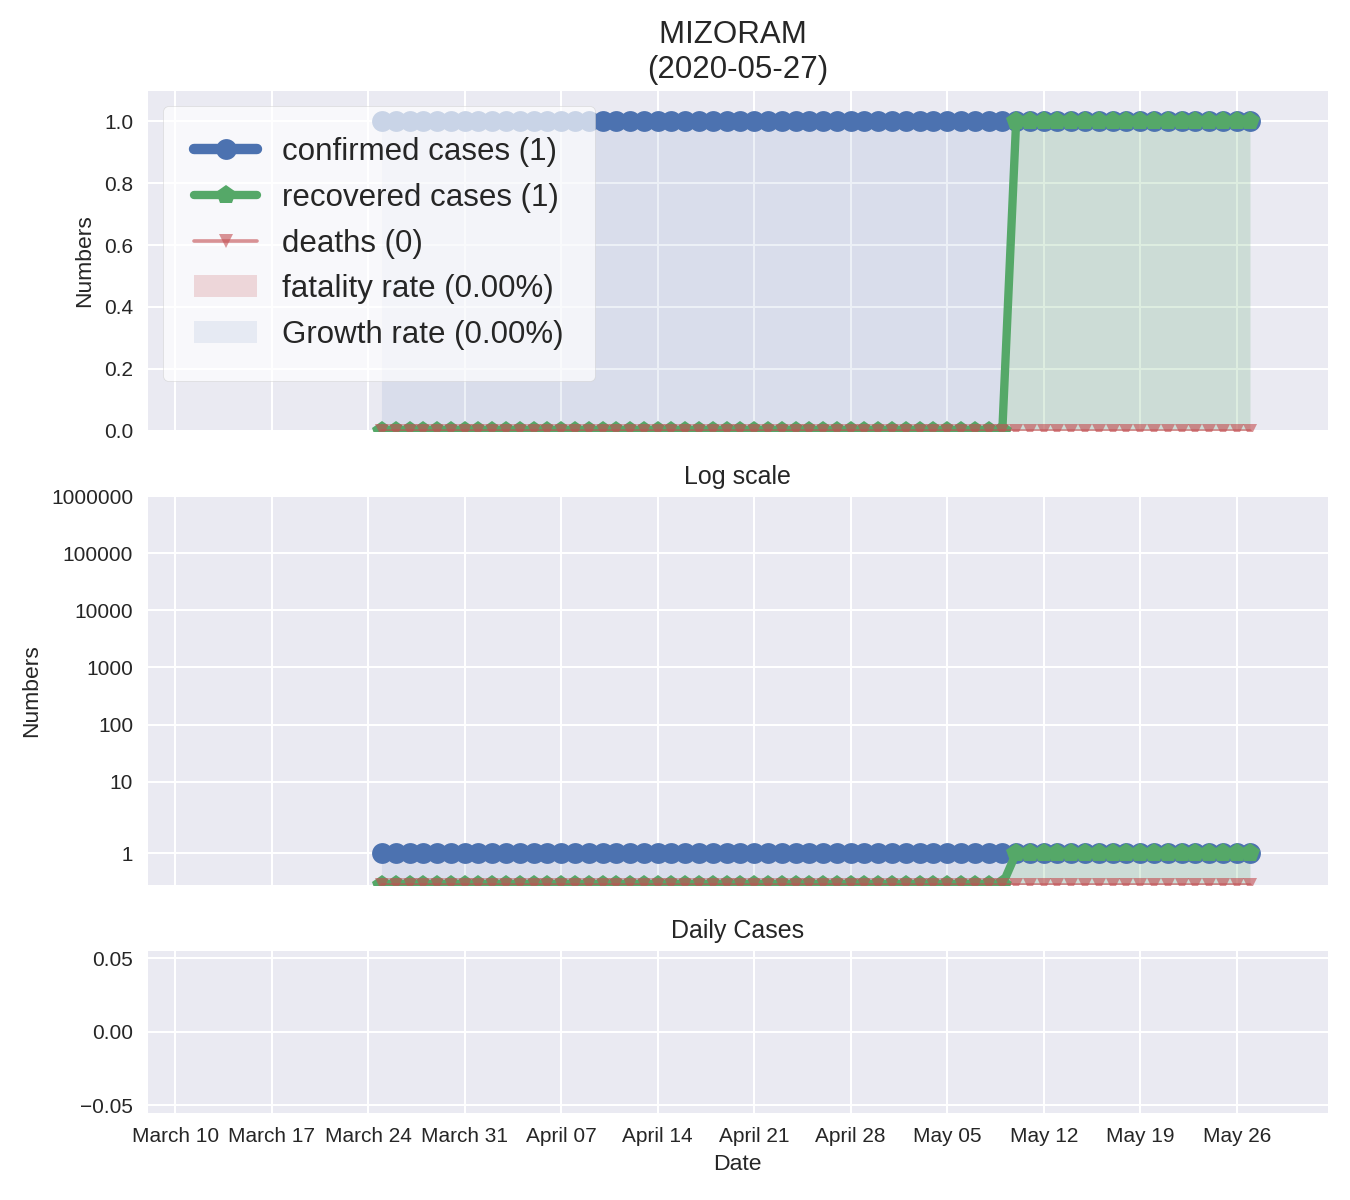 MIZORAM
(2020-05-27)
1.0
0.8
0.6
0.4
0.2
0.0
Numbers
confirmed cases (1)
recovered cases (1)
deaths (0)
fatality rate (0.00%)
Growth rate (0.00%)
Log scale
1000000
100000
10000
1000
100
10
1
Numbers
Daily Cases
0.05
0.00
−0.05
March 10 March 17 March 24 March 31 April 07 April 14 April 21 April 28 May 05 May 12 May 19 May 26
Date